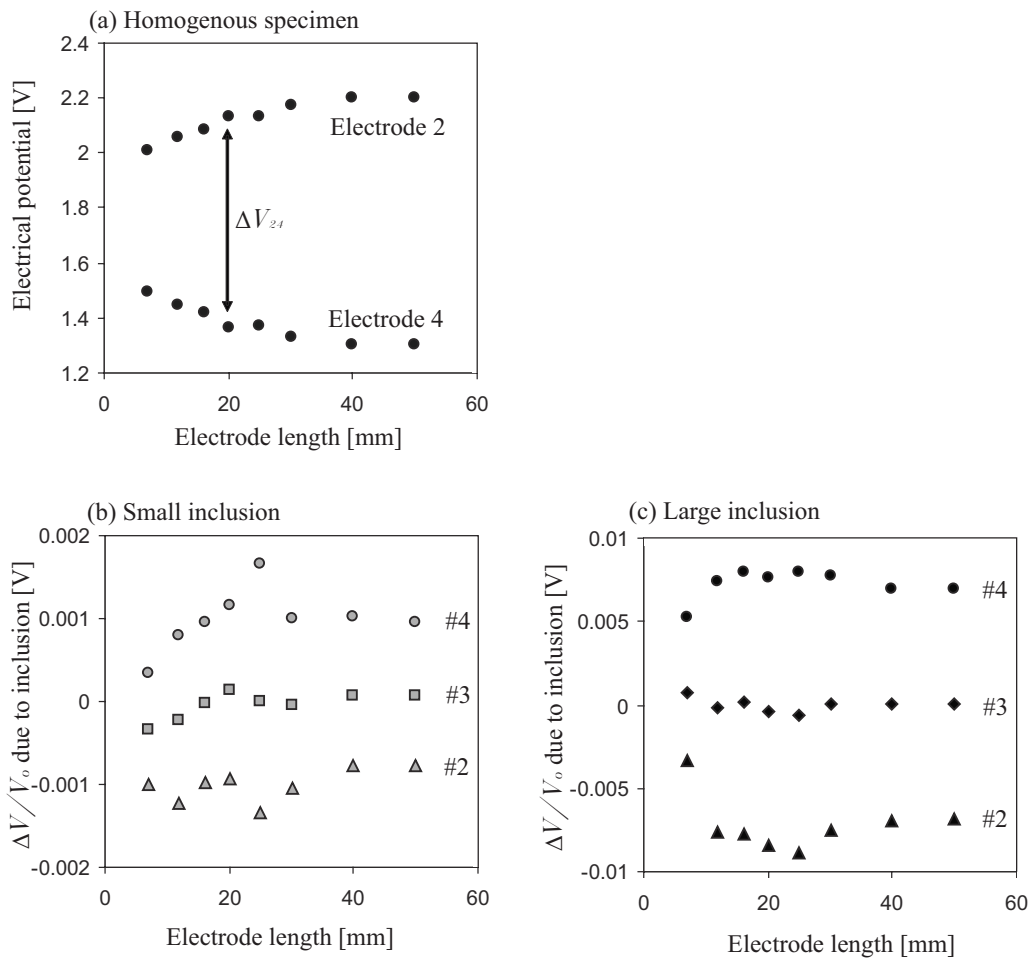 (a) Homogenous specimen
2.4
2.2
2
1.8
1.6
1.4
1.2
Electrical potential [V]
Electrode 2
ΔV₂₄
Electrode 4
0 20 40 60
Electrode length [mm]
(b) Small inclusion
0.002
0.001
0
-0.001
-0.002
ΔV/Vₒ due to inclusion [V]
#4
#3
#2
0 20 40 60
Electrode length [mm]
(c) Large inclusion
0.01
0.005
0
-0.005
-0.01
ΔV/Vₒ due to inclusion [V]
#4
#3
#2
0 20 40 60
Electrode length [mm]